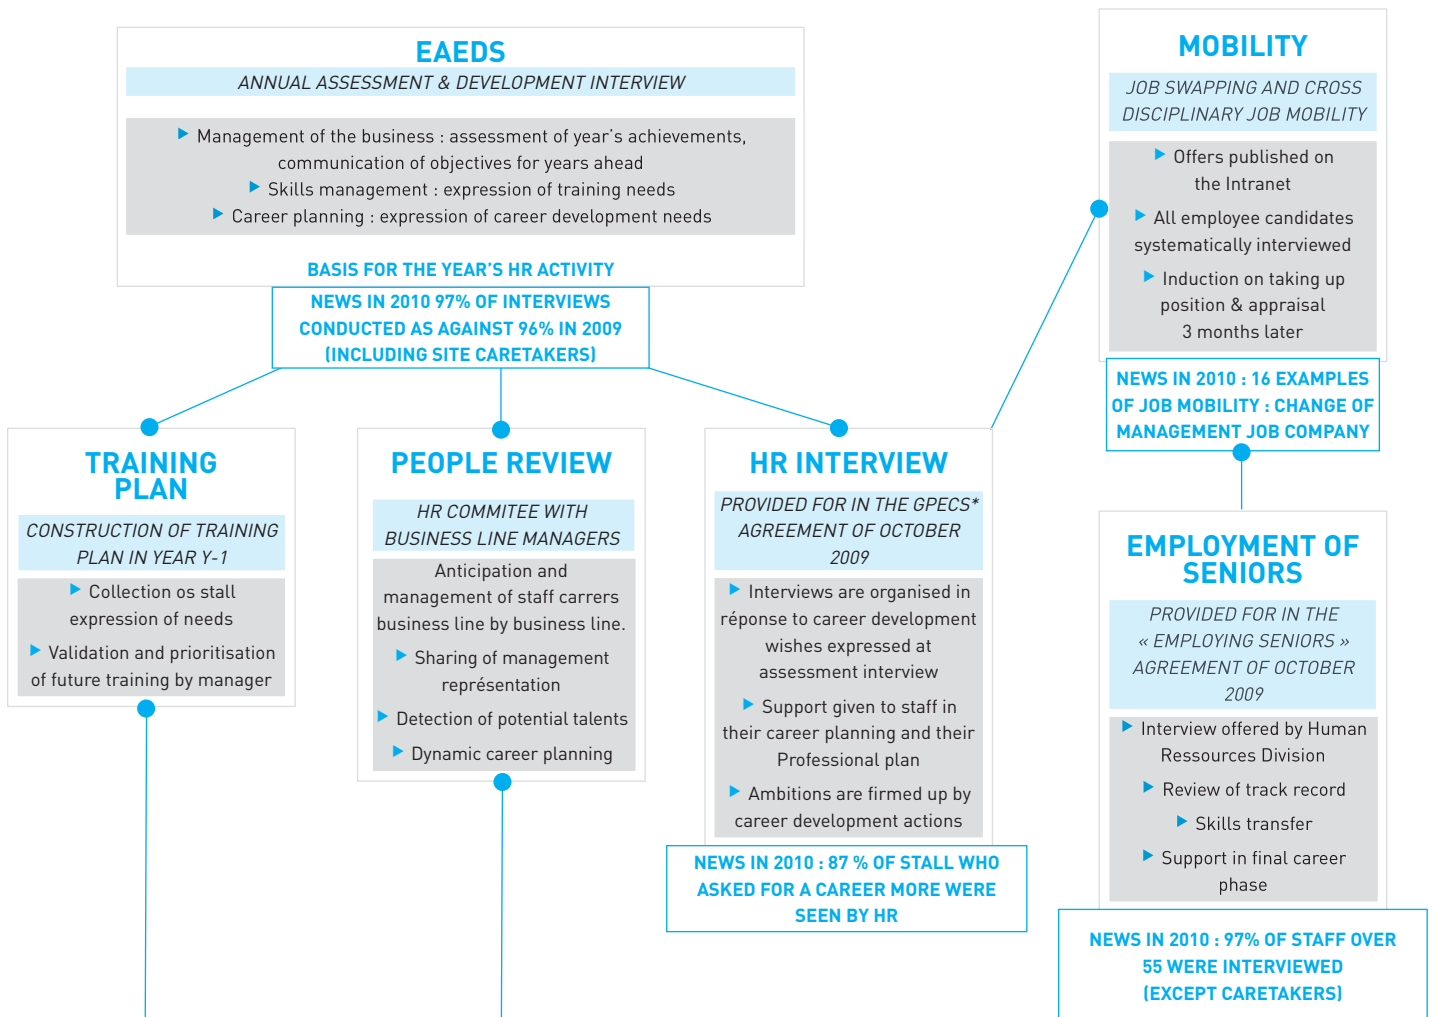 EAEDS
ANNUAL ASSESSMENT & DEVELOPMENT INTERVIEW
▶ Management of the business : assessment of year's achievements,
communication of objectives for years ahead
▶ Skills management : expression of training needs
▶ Career planning : expression of career development needs
BASIS FOR THE YEAR'S HR ACTIVITY
NEWS IN 2010 97% OF INTERVIEWS
CONDUCTED AS AGAINST 96% IN 2009
(INCLUDING SITE CARETAKERS)
TRAINING
PLAN
CONSTRUCTION OF TRAINING
PLAN IN YEAR Y-1
▶ Collection os stall
expression of needs
▶ Validation and prioritisation
of future training by manager
PEOPLE REVIEW
HR COMMITEE WITH
BUSINESS LINE MANAGERS
Anticipation and
management of staff carrers
business line by business line.
▶ Sharing of management
représentation
▶ Detection of potential talents
▶ Dynamic career planning
HR INTERVIEW
PROVIDED FOR IN THE GPECS*
AGREEMENT OF OCTOBER
2009
▶ Interviews are organised in
réponse to career development
wishes expressed at
assessment interview
▶ Support given to staff in
their career planning and their
Professional plan
▶ Ambitions are firmed up by
career development actions
NEWS IN 2010 : 87 % OF STALL WHO
ASKED FOR A CAREER MORE WERE
SEEN BY HR
MOBILITY
JOB SWAPPING AND CROSS
DISCIPLINARY JOB MOBILITY
▶ Offers published on
the Intranet
▶ All employee candidates
systematically interviewed
▶ Induction on taking up
position & appraisal
3 months later
NEWS IN 2010 : 16 EXAMPLES
OF JOB MOBILITY : CHANGE OF
MANAGEMENT JOB COMPANY
EMPLOYMENT OF
SENIORS
PROVIDED FOR IN THE
« EMPLOYING SENIORS »
AGREEMENT OF OCTOBER
2009
▶ Interview offered by Human
Ressources Division
▶ Review of track record
▶ Skills transfer
▶ Support in final career
phase
NEWS IN 2010 : 97% OF STAFF OVER
55 WERE INTERVIEWED
(EXCEPT CARETAKERS)